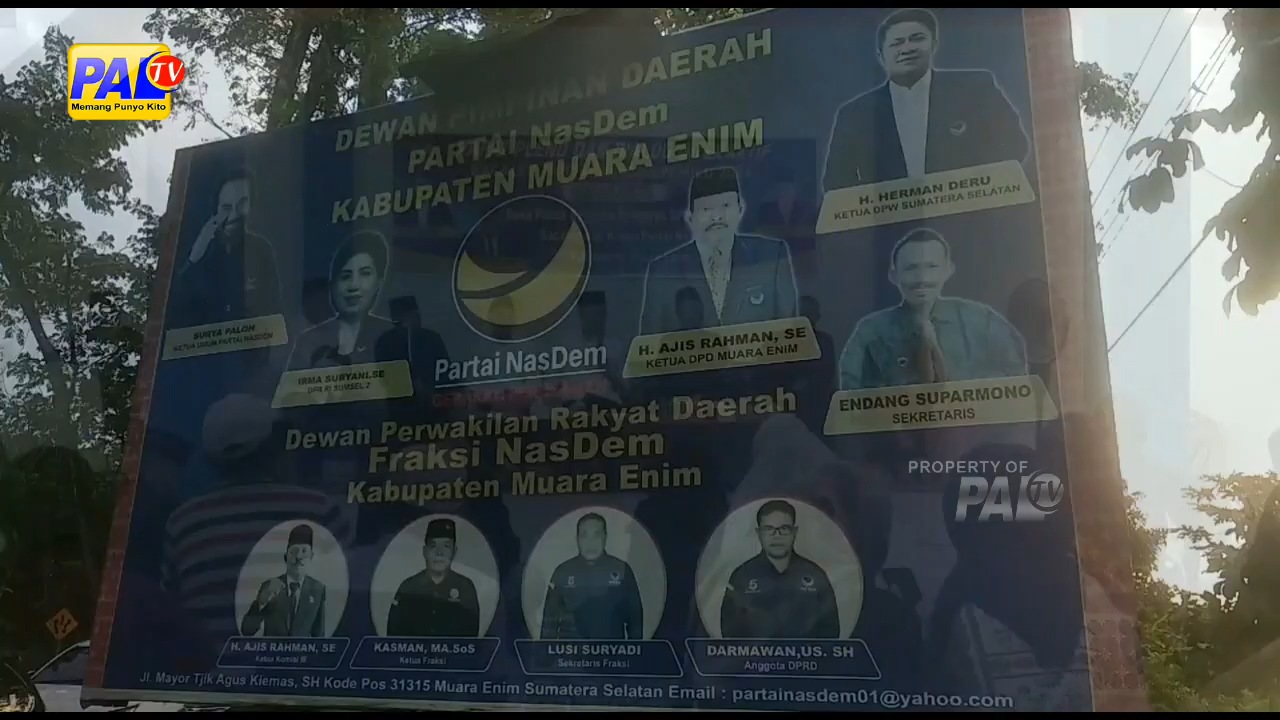 PAL TV
Memang Punyo Kito
DEWAN PIMPINAN DAERAH
PARTAI NasDem
KABUPATEN MUARA ENIM
H. HERMAN DERU
KETUA DPW SUMATERA SELATAN
SURYA PALOH
KETUA UMUM PARTAI NASDEM
IRMA SURYANI.SE
DPR RI SUMSEL 2
Partai NasDem
H. AJIS RAHMAN, SE
KETUA DPD MUARA ENIM
ENDANG SUPARMONO
SEKRETARIS
Dewan Perwakilan Rakyat Daerah
Fraksi NasDem
Kabupaten Muara Enim
PROPERTY OF
PAL TV
H. AJIS RAHMAN, SE
Ketua Komisi III
KASMAN, MA.SoS
Ketua Fraksi
LUSI SURYADI
Sekretaris Fraksi
DARMAWAN,US. SH
Anggota DPRD
Jl. Mayor Tjik Agus Kiemas, SH Kode Pos 31315 Muara Enim Sumatera Selatan Email : partainasdem01@yahoo.com